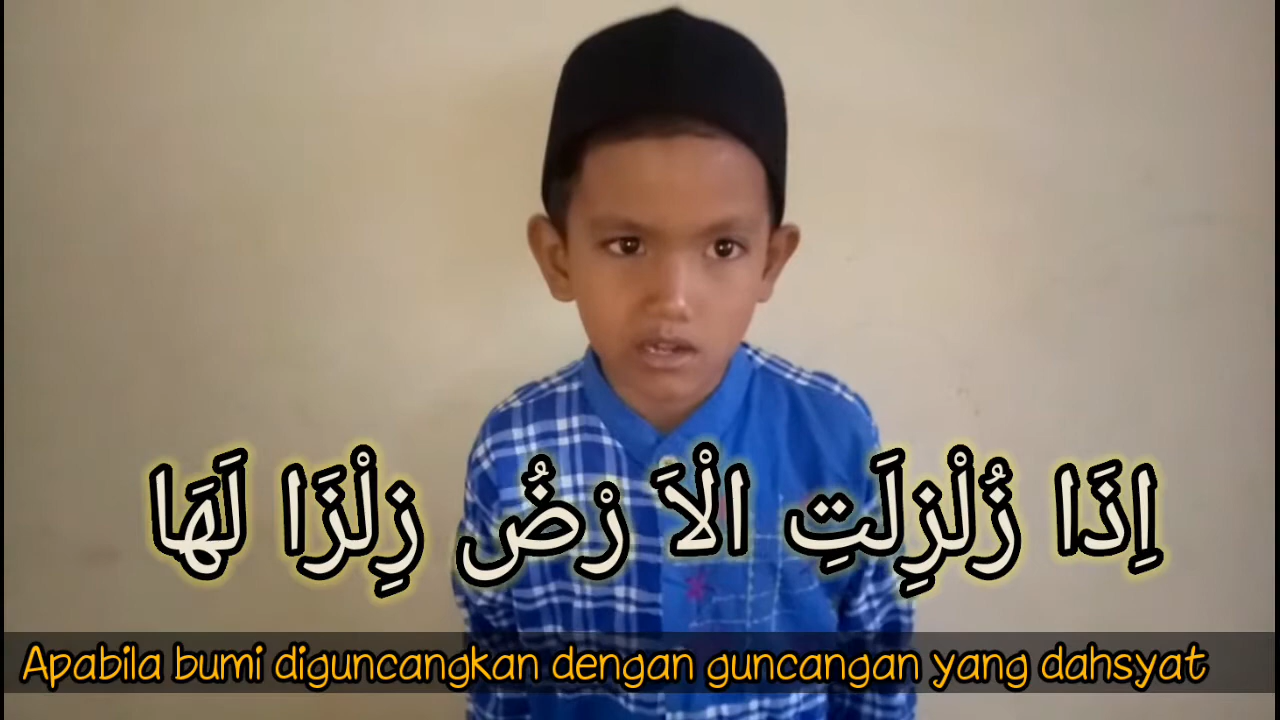 اِذَا زُلْزِلَتِ الْاَ رْضُ زِلْزَا لَهَا
Apabila bumi diguncangkan dengan guncangan yang dahsyat